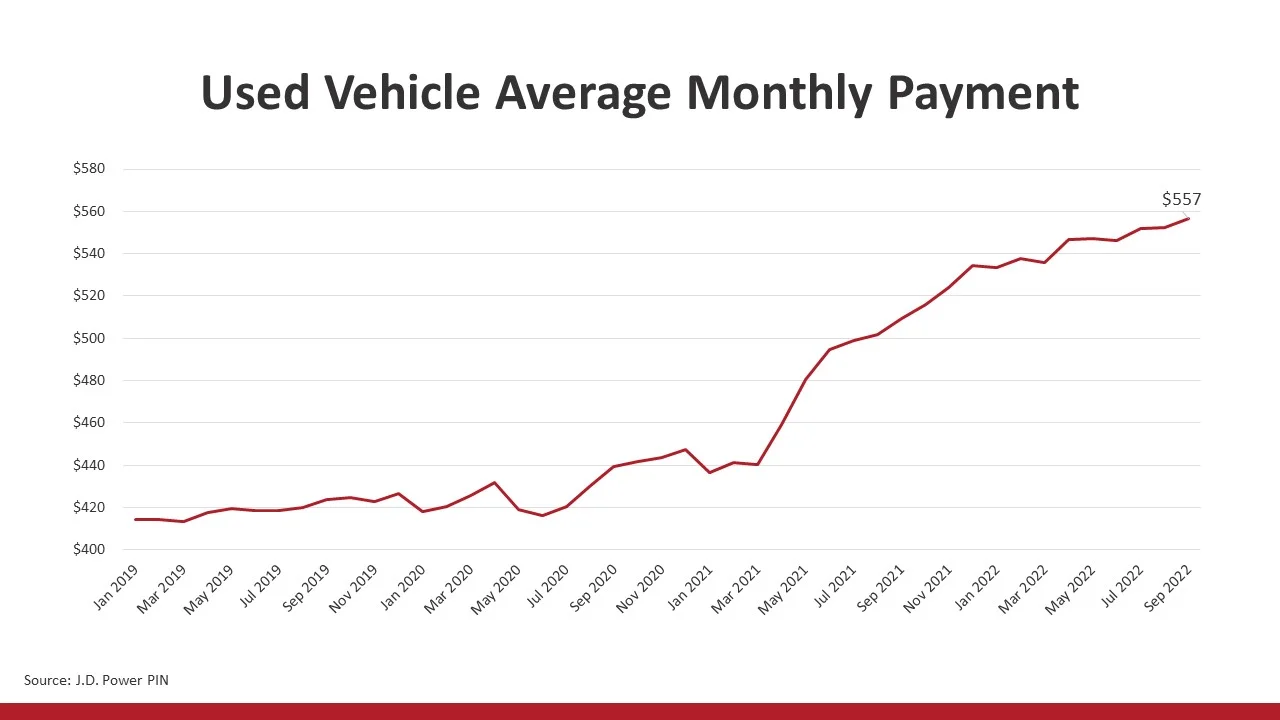 Used Vehicle Average Monthly Payment
$580
$557
$560
$540
$520
$500
$480
$460
$440
$420
$400
Jan 2019
Mar 2019
May 2019
Jul 2019
Sep 2019
Nov 2019
Jan 2020
Mar 2020
May 2020
Jul 2020
Sep 2020
Nov 2020
Jan 2021
Mar 2021
May 2021
Jul 2021
Sep 2021
Nov 2021
Jan 2022
Mar 2022
May 2022
Jul 2022
Sep 2022
Source: J.D. Power PIN